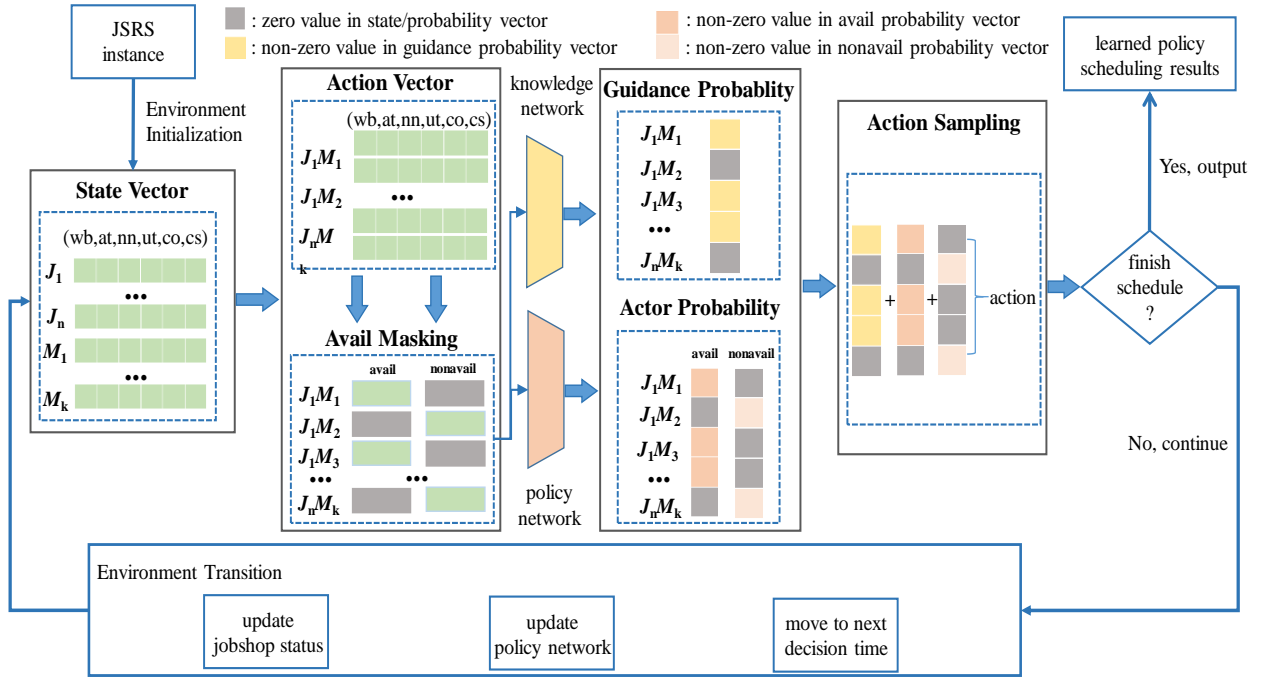 JSRS
instance
: zero value in state/probability vector
: non-zero value in guidance probability vector
: non-zero value in avail probability vector
: non-zero value in nonavail probability vector
learned policy
scheduling results
Environment
Initialization
State Vector
(wb,at,nn,ut,co,cs)
J1
•••
Jn
M1
•••
Mk
Action Vector
(wb,at,nn,ut,co,cs)
J1M1
J1M2
•••
JnM
k
Avail Masking
avail
nonavail
J1M1
J1M2
J1M3
•••
•••
JnMk
knowledge
network
policy
network
Guidance Probablity
J1M1
J1M2
J1M3
•••
JnMk
Actor Probability
avail
nonavail
J1M1
J1M2
J1M3
•••
JnMk
Action Sampling
+
+
action
finish
schedule
?
Yes, output
No, continue
Environment Transition
update
jobshop status
update
policy network
move to next
decision time